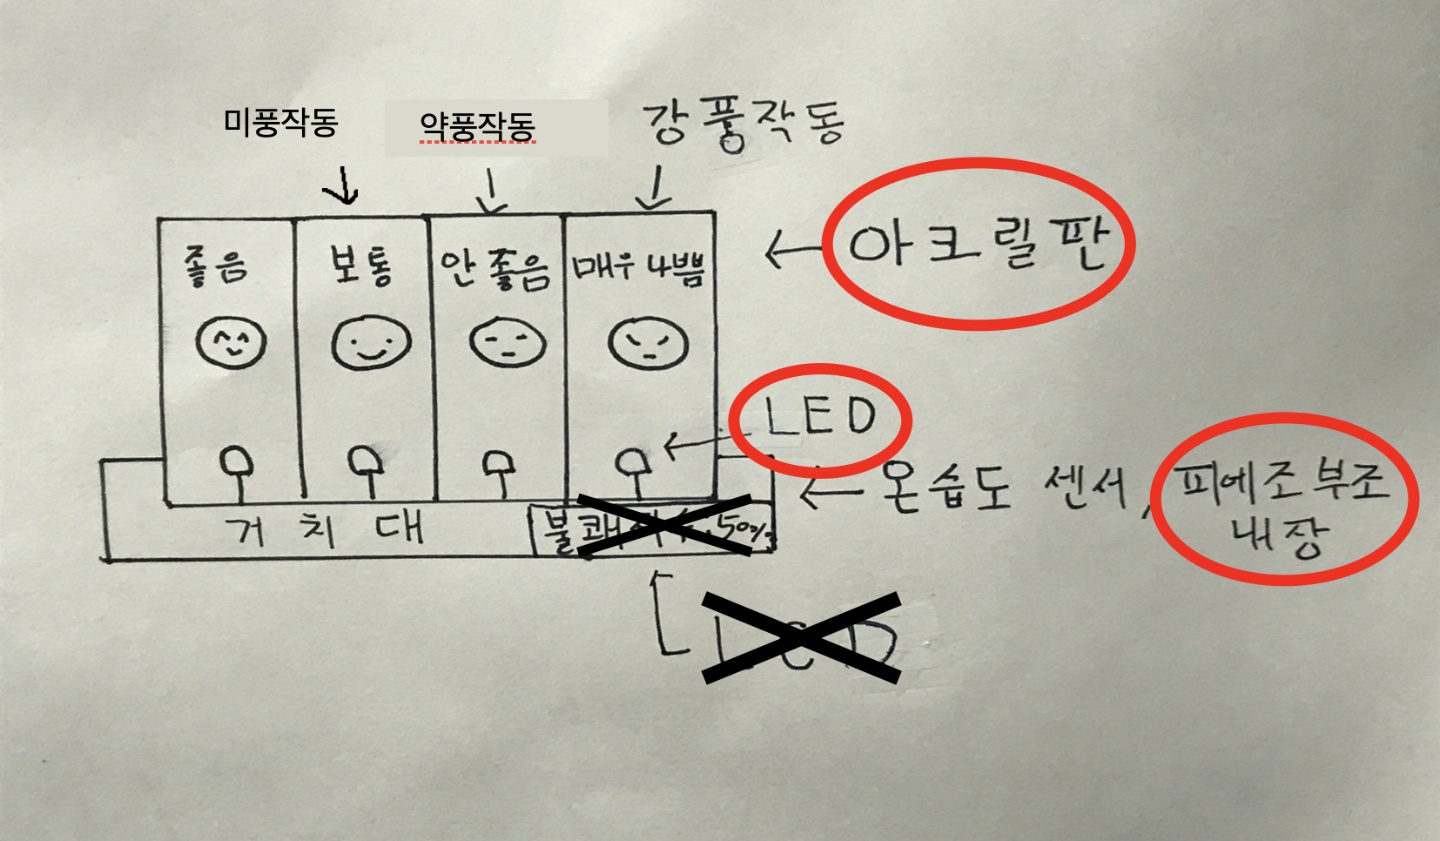 미풍작동 약풍작동 강풍작동
좋음 보통 안좋음 매우 나쁨
아크릴판
LED
온습도 센서, 피에조부조
내장
거치대
불쾌 50%
LCD